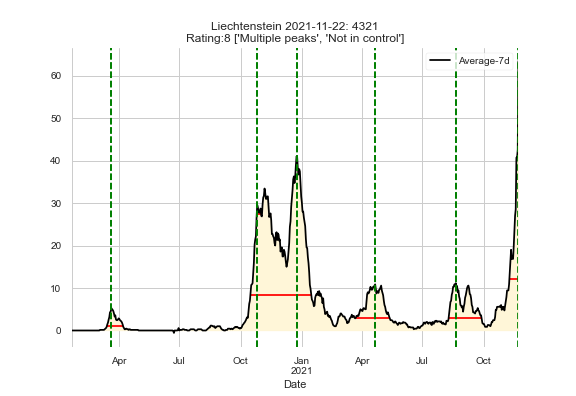 Liechtenstein 2021-11-22: 4321
Rating:8 ['Multiple peaks', 'Not in control']
Average-7d
60
50
40
30
20
10
0
Apr Jul Oct Jan Apr Jul Oct
2021
Date